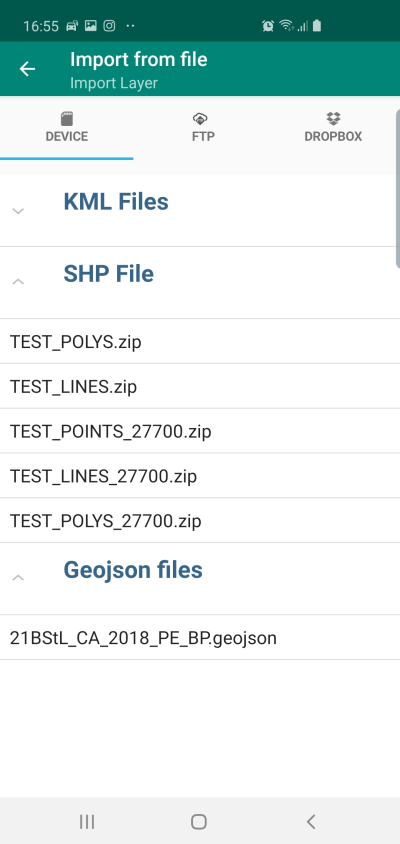 16:55
Import from file
Import Layer
DEVICE
FTP
DROPBOX
KML Files
SHP File
TEST_POLYS.zip
TEST_LINES.zip
TEST_POINTS_27700.zip
TEST_LINES_27700.zip
TEST_POLYS_27700.zip
Geojson files
21BStL_CA_2018_PE_BP.geojson